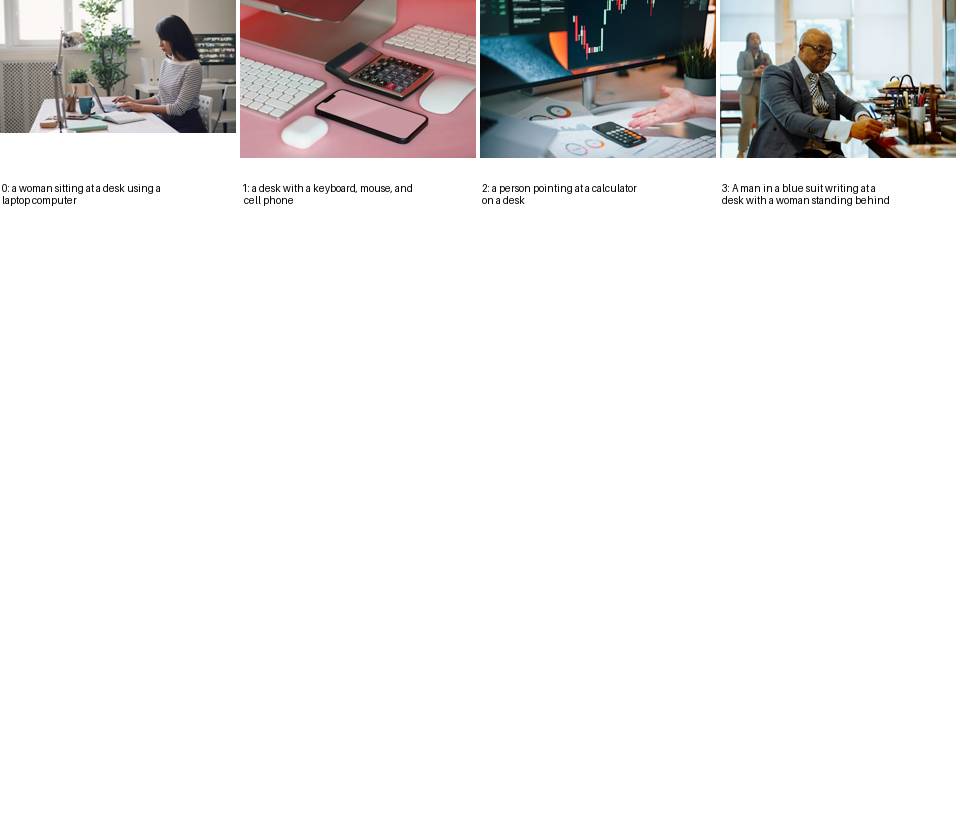 0: a woman sitting at a desk using a
laptop computer
1: a desk with a keyboard, mouse, and
cell phone
2: a person pointing at a calculator
on a desk
3: A man in a blue suit writing at a
desk with a woman standing behind